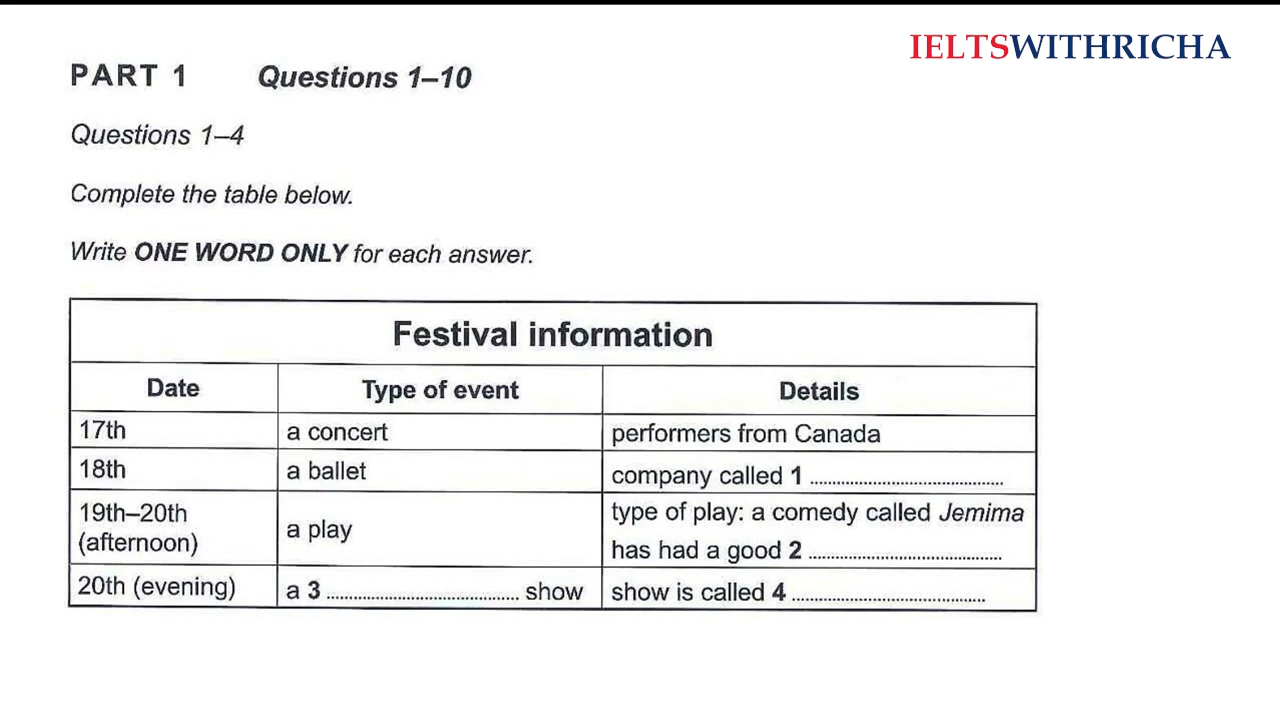 IELTSWITHRICHA
PART 1 Questions 1–10
Questions 1–4
Complete the table below.
Write ONE WORD ONLY for each answer.
Festival information
Date Type of event Details
17th a concert performers from Canada
18th a ballet company called 1 ............................................
19th–20th (afternoon) a play type of play: a comedy called Jemima
has had a good 2 ............................................
20th (evening) a 3 ............................................ show show is called 4 ............................................